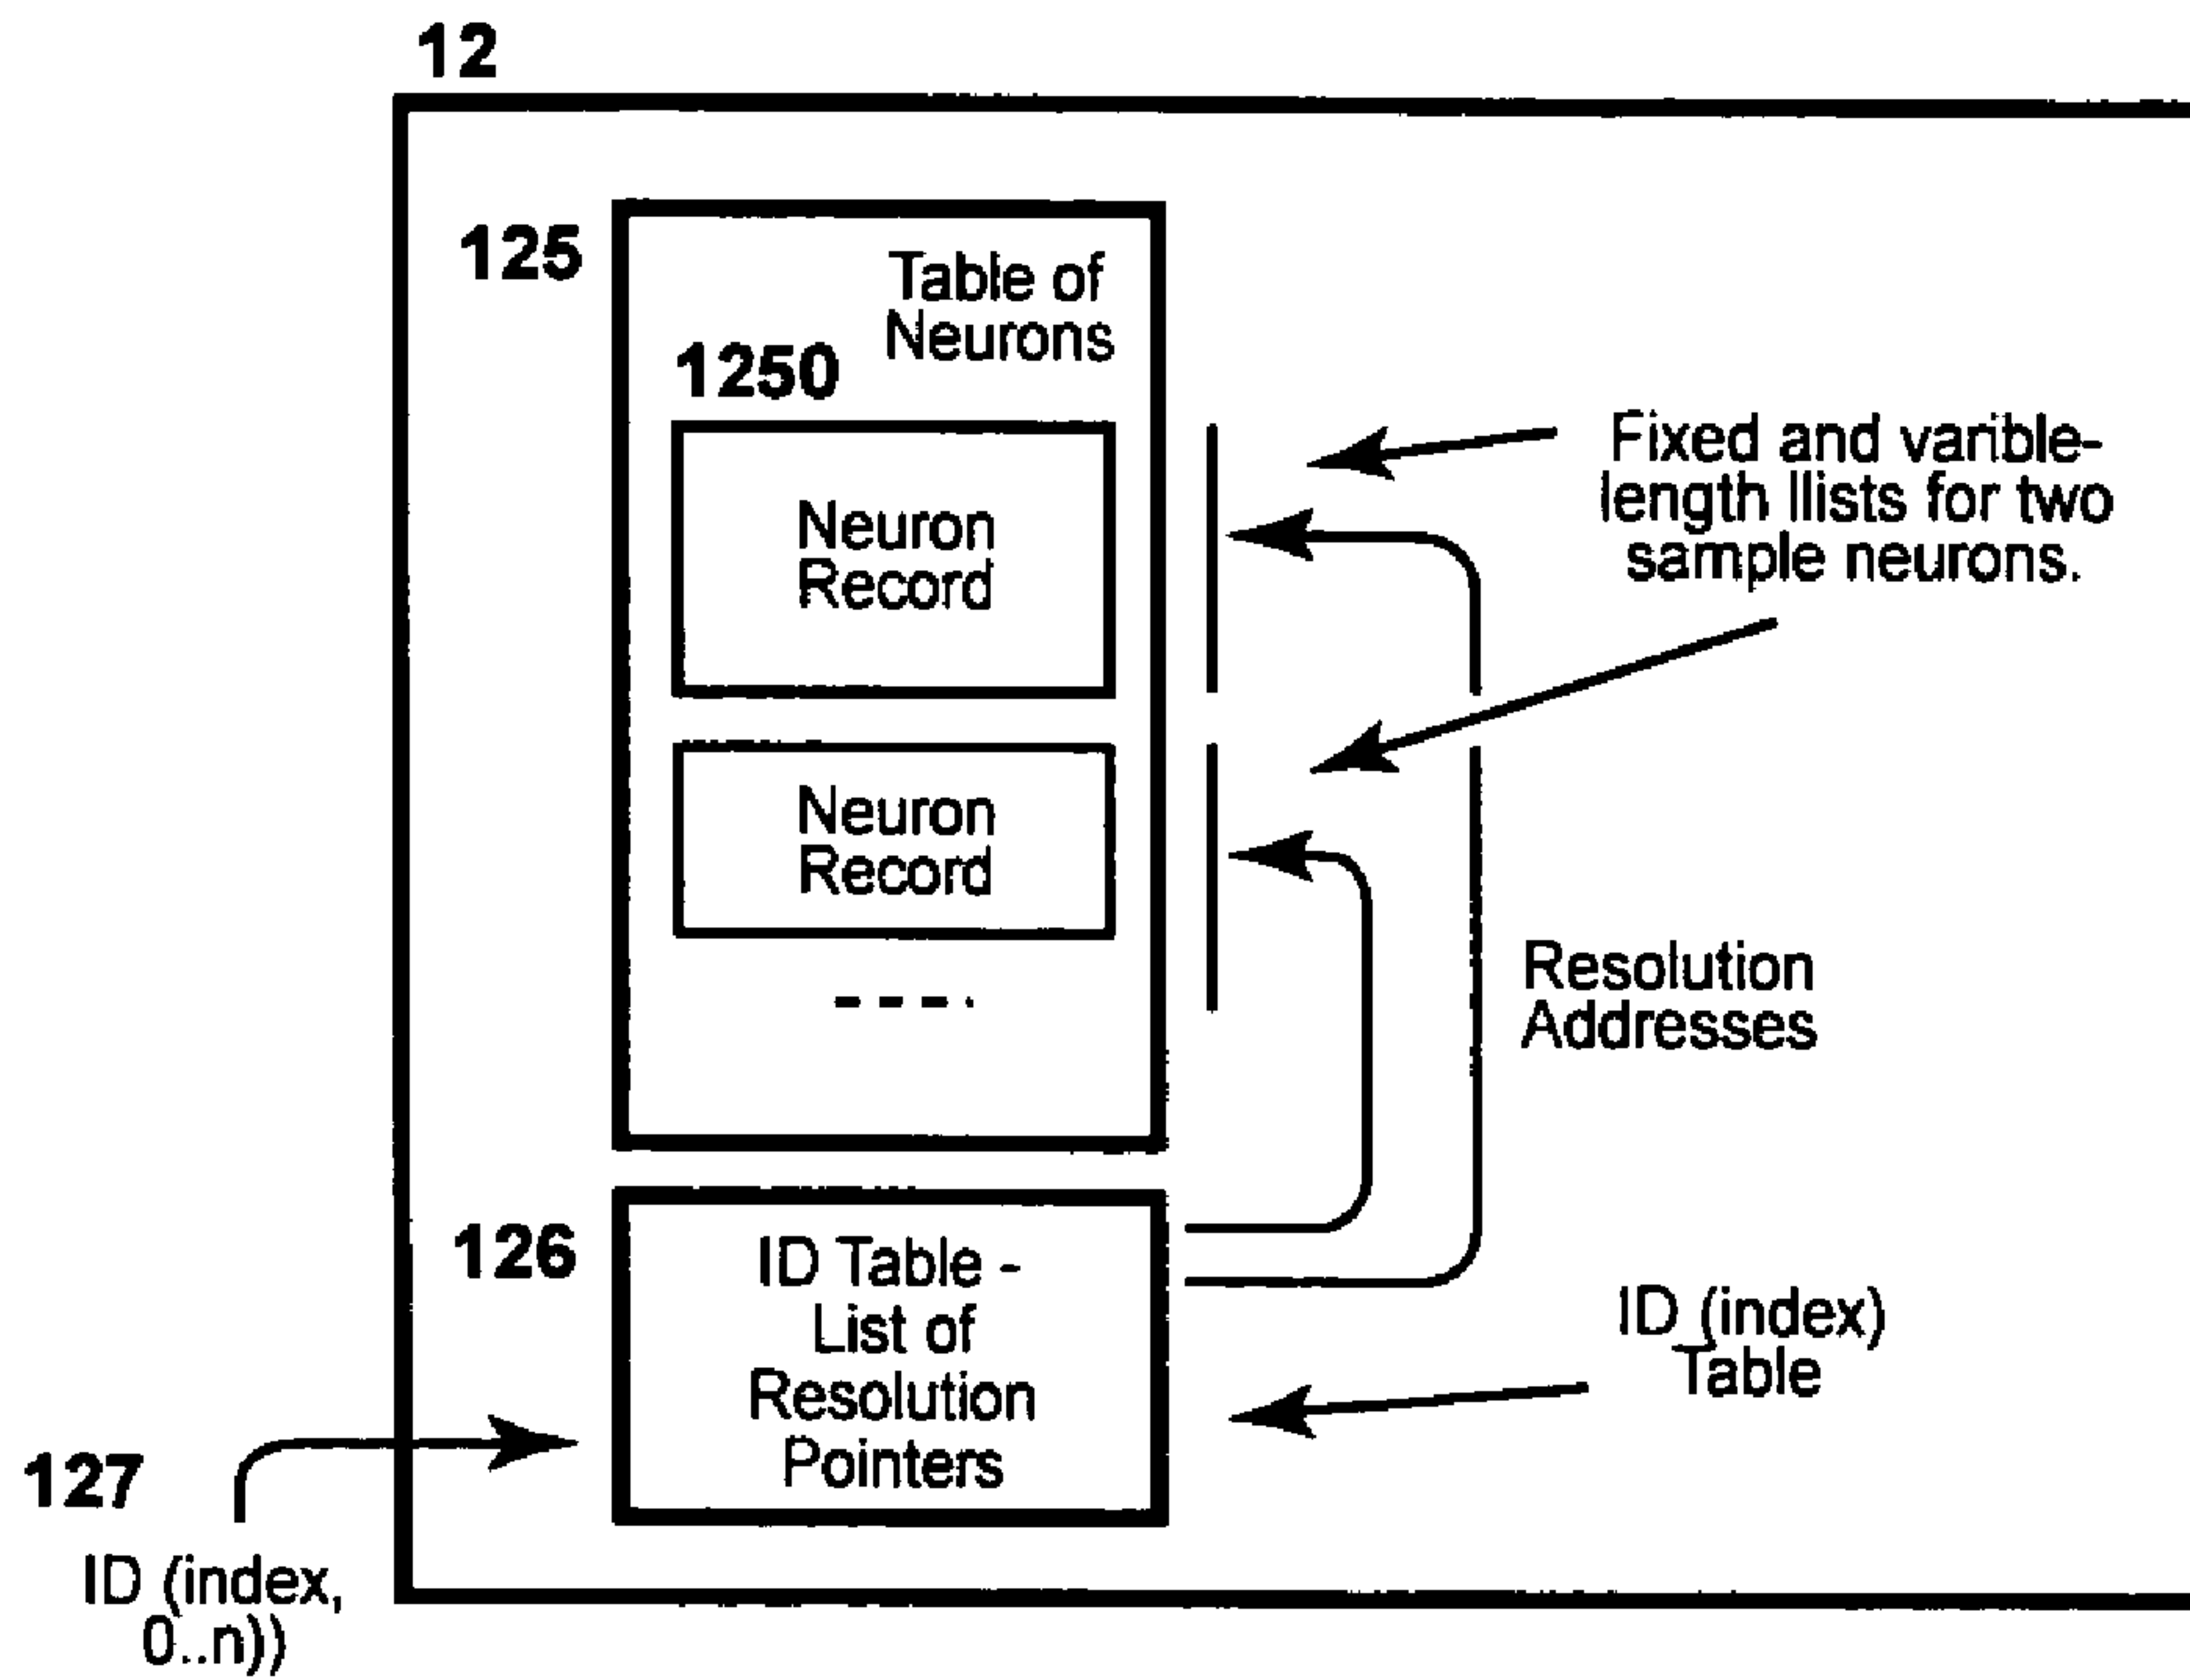 12
125
Table of
Neurons
1250
Neuron
Record
Neuron
Record
Fixed and varible-
length llists for two
sample neurons.
Resolution
Addresses
126
ID Table -
List of
Resolution
Pointers
ID (index)
Table
127
ID (index,
0..n))